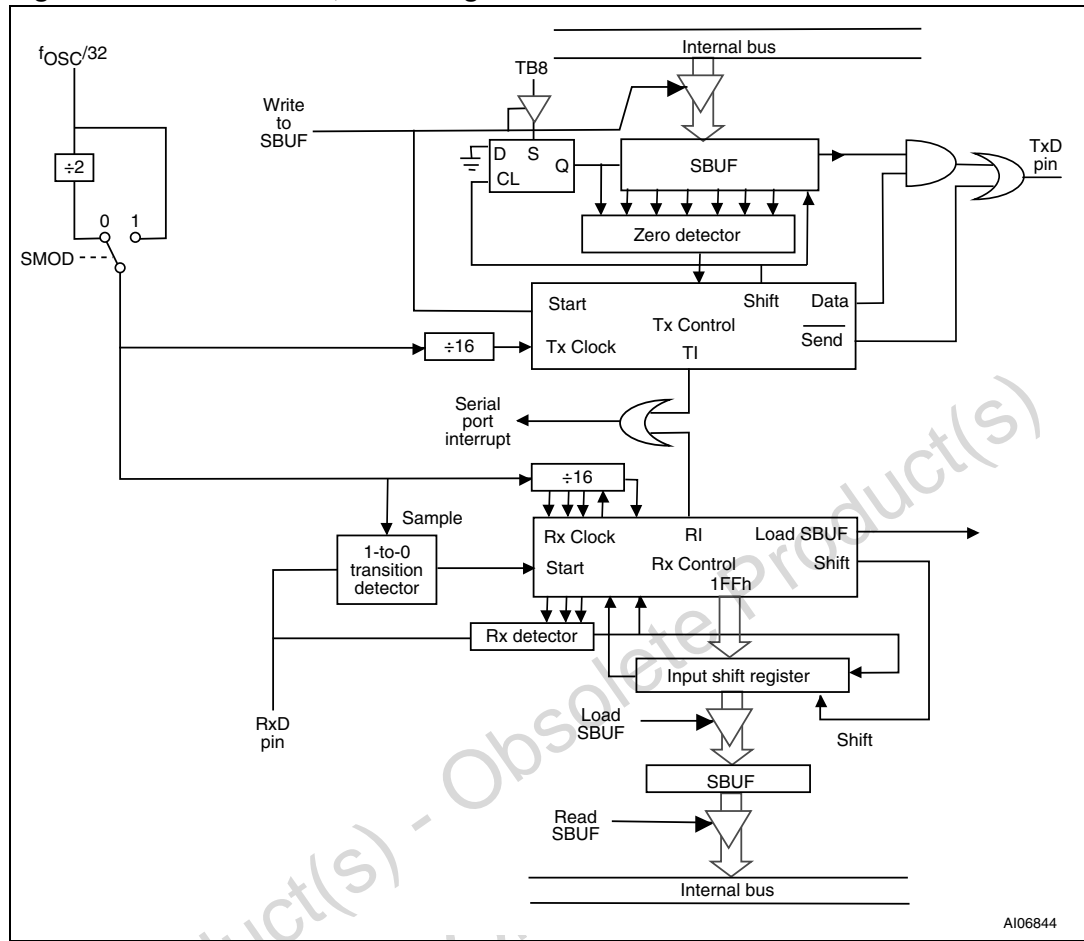 fOSC/32
Internal bus
TB8
Write
to
SBUF
TxD
pin
D S
Q
CL
SBUF
÷2
0 1
Zero detector
SMOD
Start
Shift
Data
Tx Control
Send
÷16
Tx Clock
TI
Serial
port
interrupt
÷16
Sample
Rx Clock
RI
Load SBUF
1-to-0
transition
detector
Start
Rx Control
Shift
1FFh
Rx detector
Input shift register
RxD
pin
Load
SBUF
Shift
SBUF
Read
SBUF
Internal bus
AI06844
duct(s) - Obsolete Product(s)